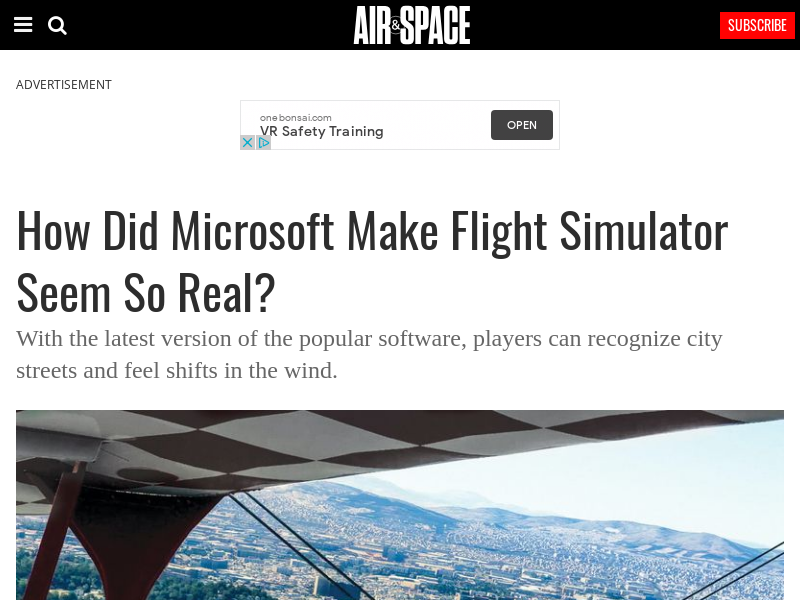 AIR & SPACE
SUBSCRIBE
ADVERTISEMENT
onebonsai.com
VR Safety Training
OPEN
How Did Microsoft Make Flight Simulator
Seem So Real?
With the latest version of the popular software, players can recognize city
streets and feel shifts in the wind.